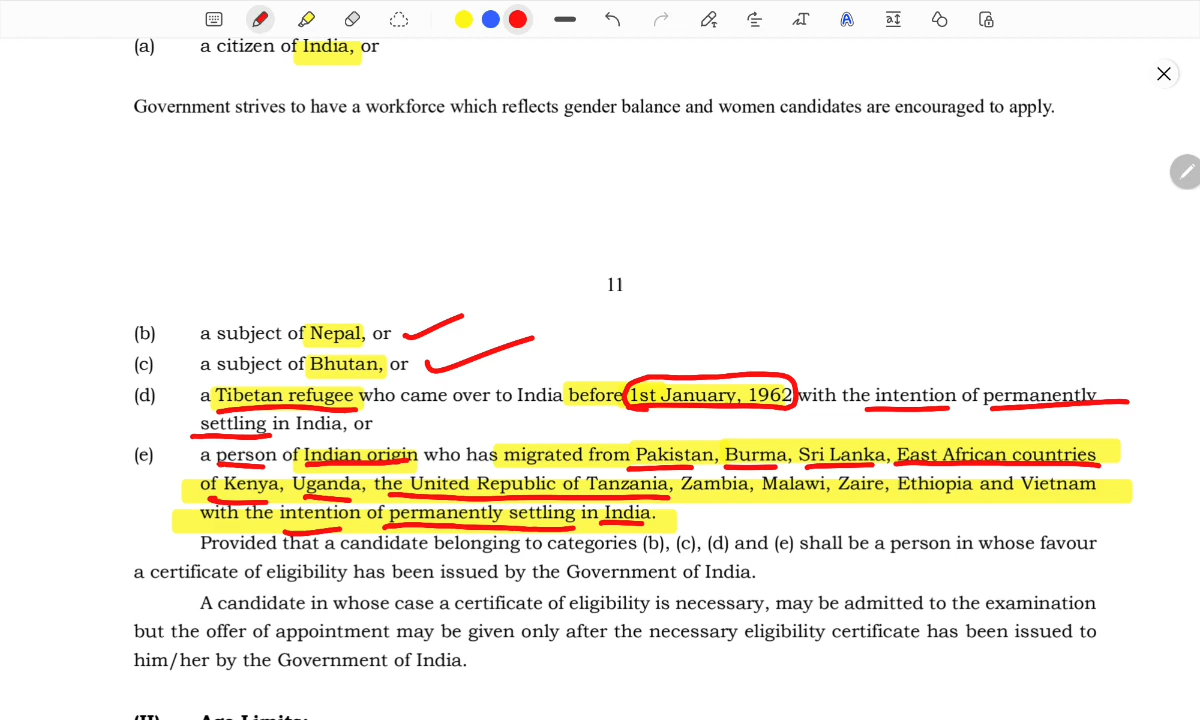 (a) a citizen of India, or
Government strives to have a workforce which reflects gender balance and women candidates are encouraged to apply.
11
(b) a subject of Nepal, or
(c) a subject of Bhutan, or
(d) a Tibetan refugee who came over to India before 1st January, 1962 with the intention of permanently
settling in India, or
(e) a person of Indian origin who has migrated from Pakistan, Burma, Sri Lanka, East African countries
of Kenya, Uganda, the United Republic of Tanzania, Zambia, Malawi, Zaire, Ethiopia and Vietnam
with the intention of permanently settling in India.
Provided that a candidate belonging to categories (b), (c), (d) and (e) shall be a person in whose favour
a certificate of eligibility has been issued by the Government of India.
A candidate in whose case a certificate of eligibility is necessary, may be admitted to the examination
but the offer of appointment may be given only after the necessary eligibility certificate has been issued to
him/her by the Government of India.
(II) Age Limits: